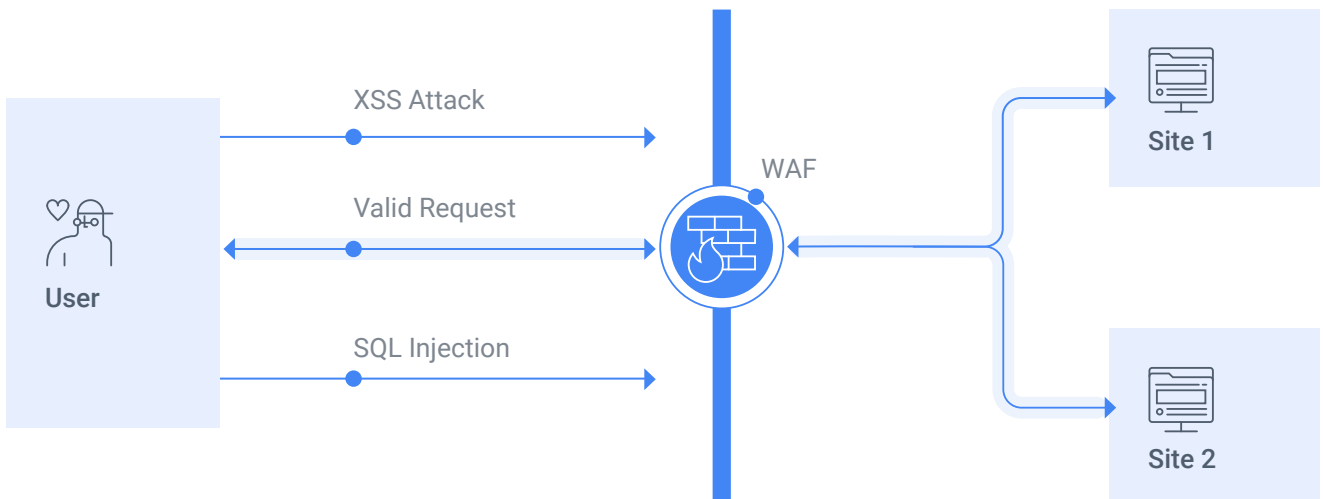 XSS Attack
Valid Request
SQL Injection
User
WAF
Site 1
Site 2